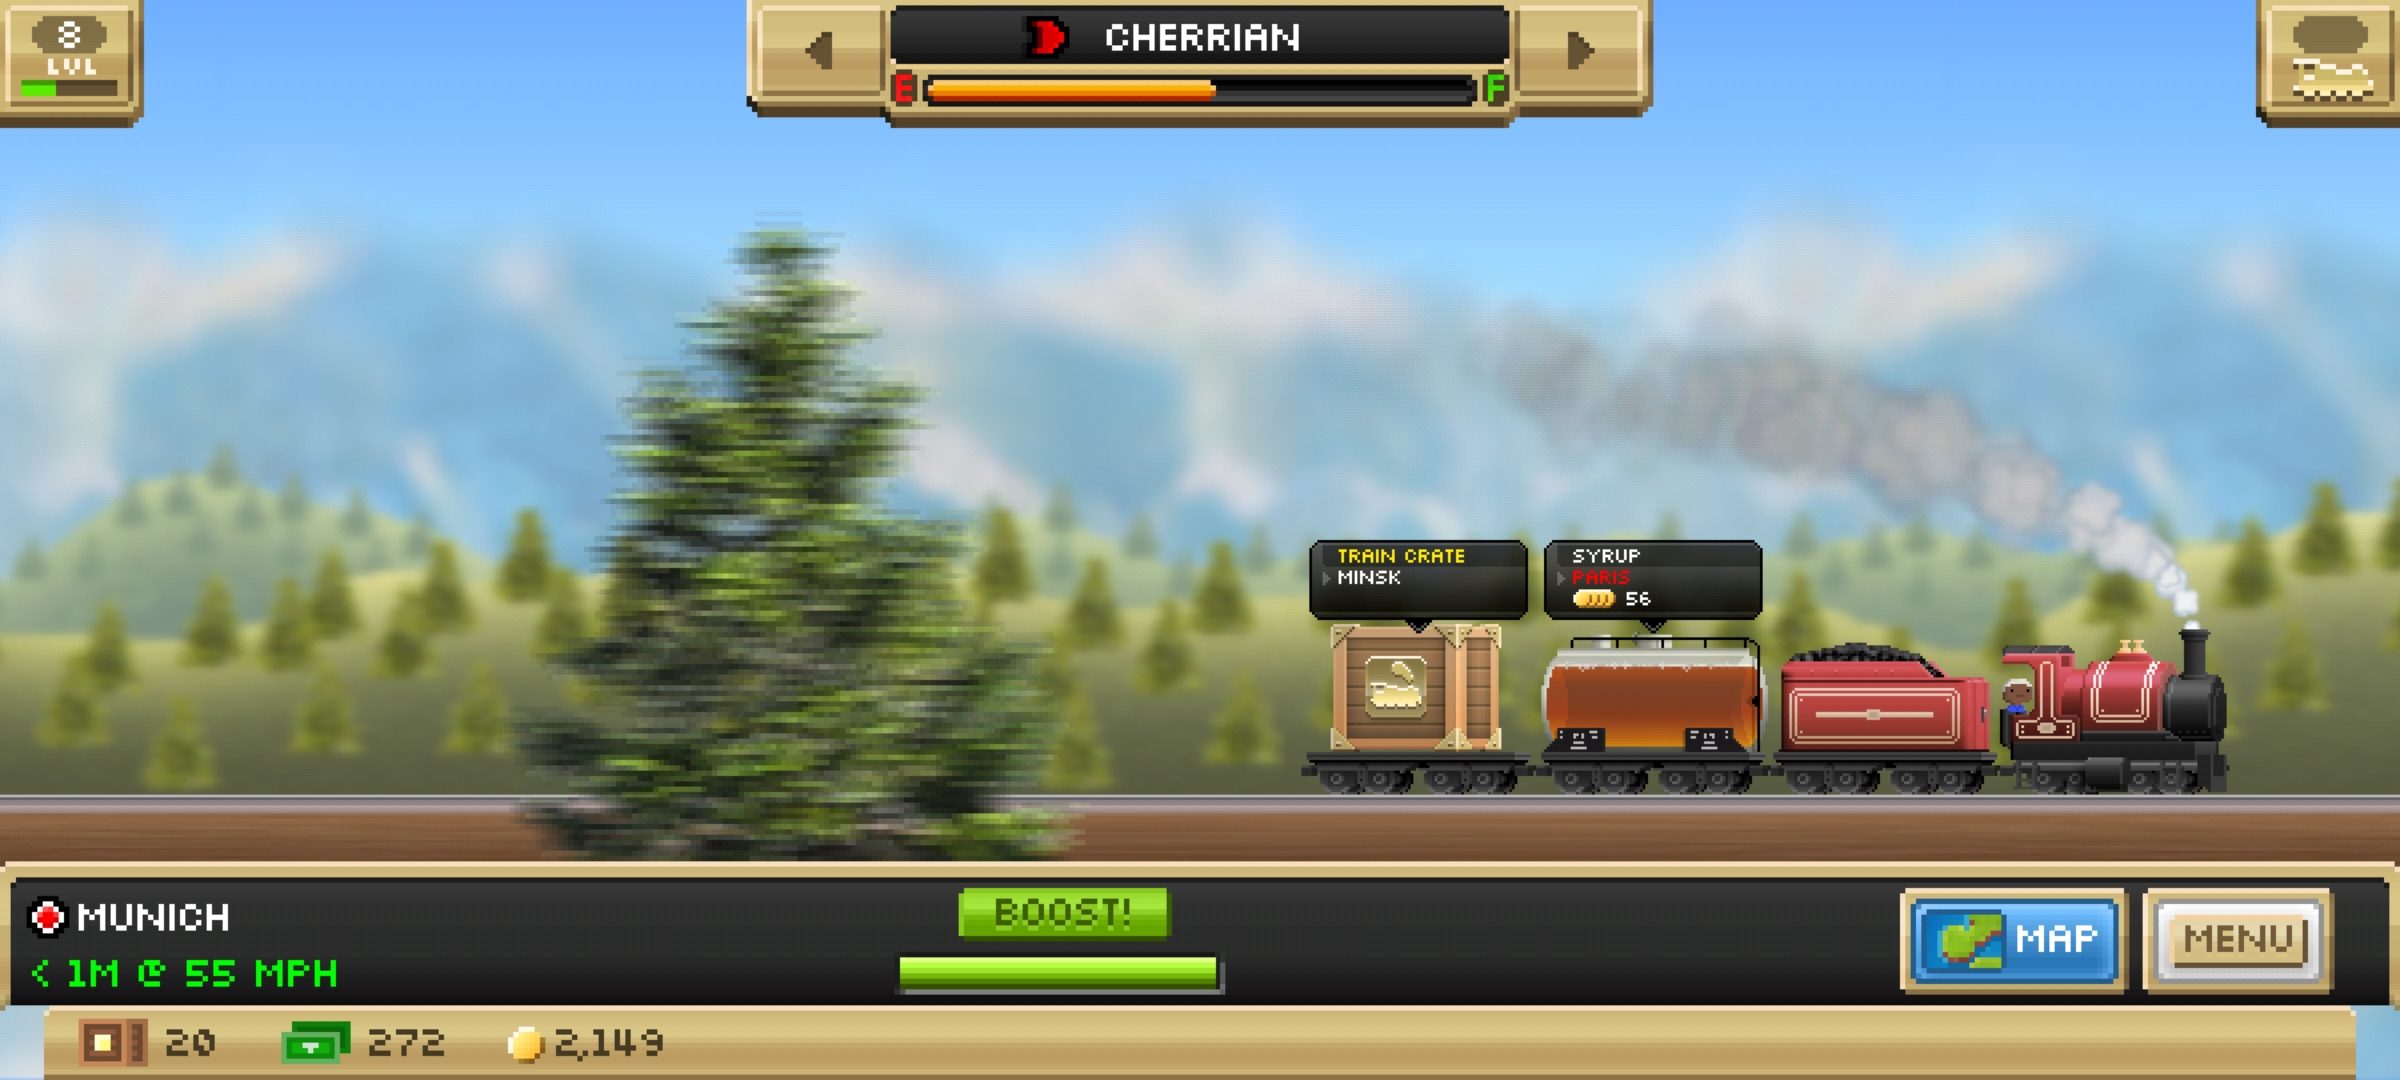 8
LVL
CHERRIAN
E F
TRAIN CRATE
MINSK
SYRUP
PARIS
56
MUNICH
< 1M @ 55 MPH
BOOST!
MAP
MENU
20 272 2,149